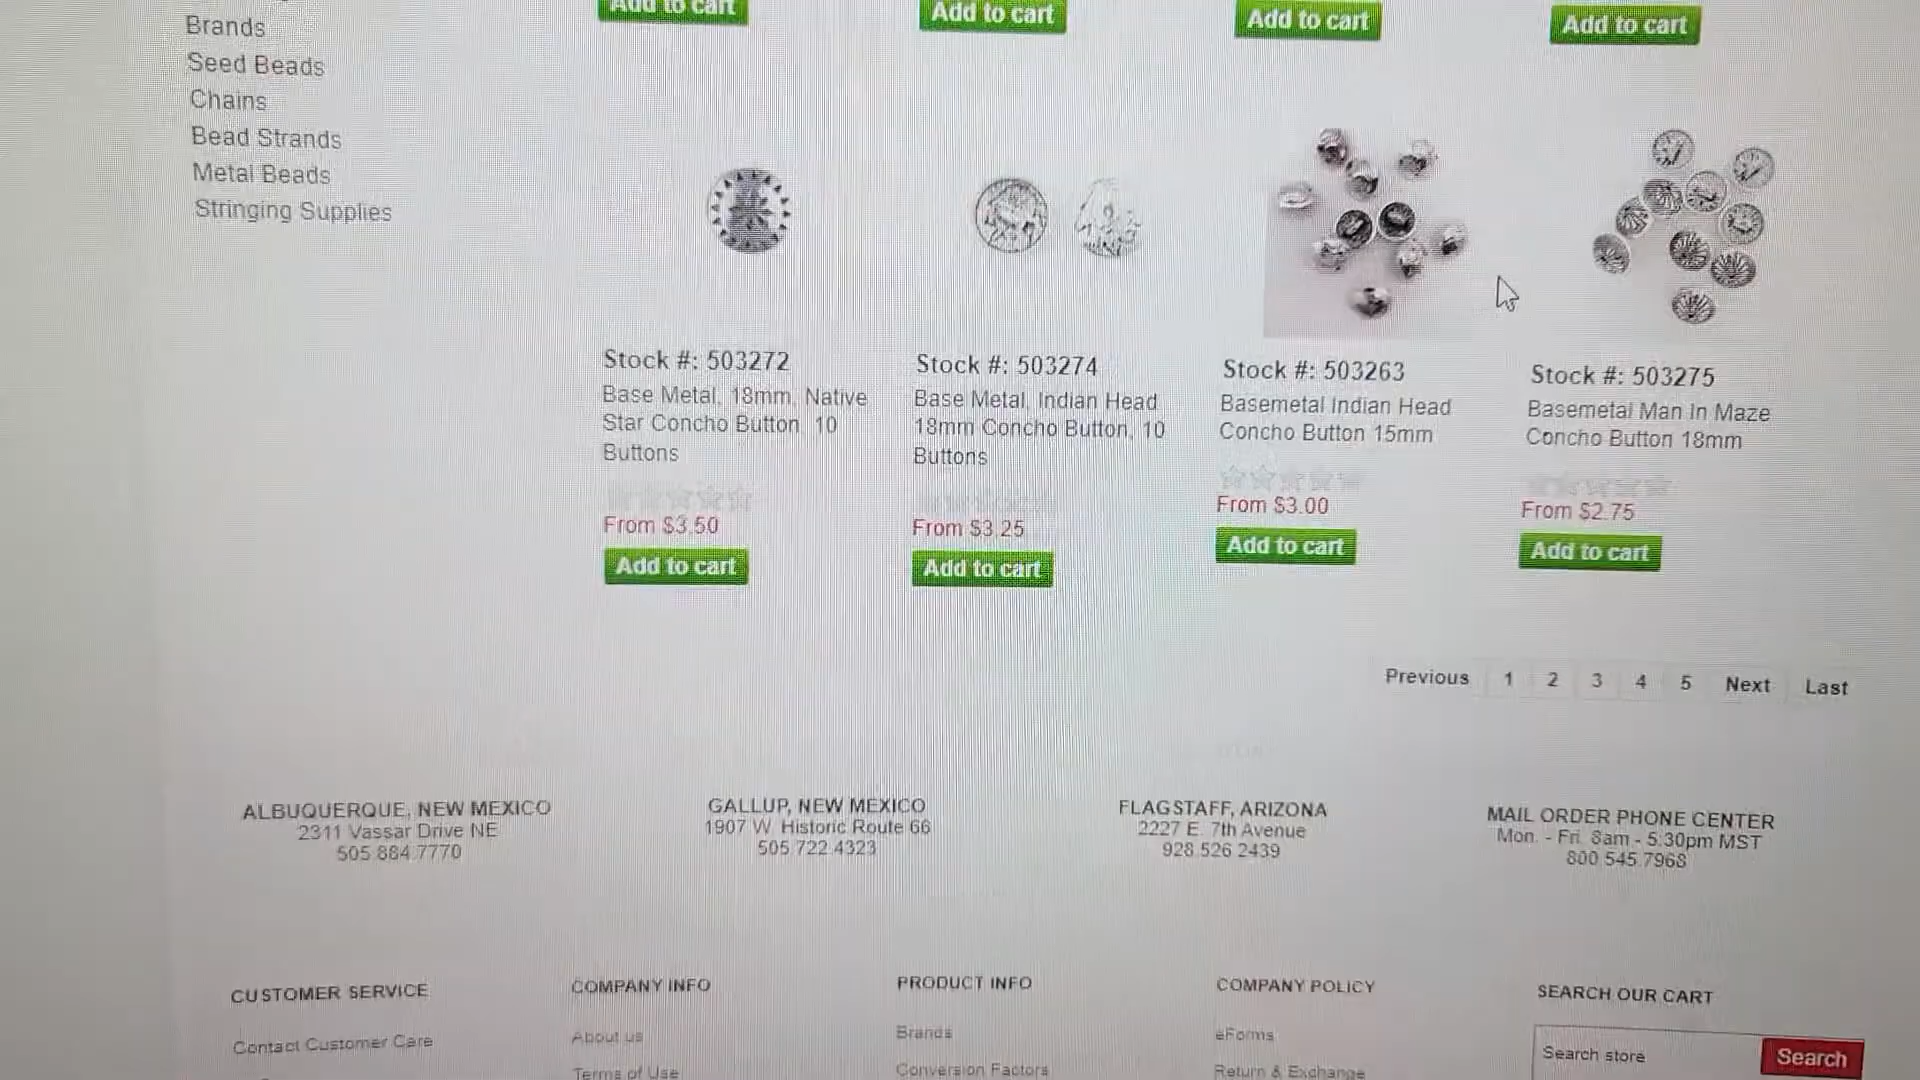 Brands
Seed Beads
Chains
Bead Strands
Metal Beads
Stringing Supplies
Add to cart
Add to cart
Add to cart
Add to cart
Stock #: 503272
Base Metal, 18mm, Native
Star Concho Button, 10
Buttons
From $3.50
Add to cart
Stock #: 503274
Base Metal, Indian Head
18mm Concho Button, 10
Buttons
From $3.25
Add to cart
Stock #: 503263
Basemetal Indian Head
Concho Button 15mm
From $3.00
Add to cart
Stock #: 503275
Basemetal Man In Maze
Concho Button 18mm
From $2.75
Add to cart
Previous 1 2 3 4 5 Next Last
ALBUQUERQUE, NEW MEXICO
2311 Vassar Drive NE
505.884.7770
GALLUP, NEW MEXICO
1907 W. Historic Route 66
505.722.4323
FLAGSTAFF, ARIZONA
2227 E. 7th Avenue
928.526.2439
MAIL ORDER PHONE CENTER
Mon. - Fri. 8am - 5:30pm MST
800.545.7968
CUSTOMER SERVICE
Contact Customer Care
COMPANY INFO
About us
Terms of Use
PRODUCT INFO
Brands
Conversion Factors
COMPANY POLICY
eForms
Return & Exchange
SEARCH OUR CART
Search store
Search